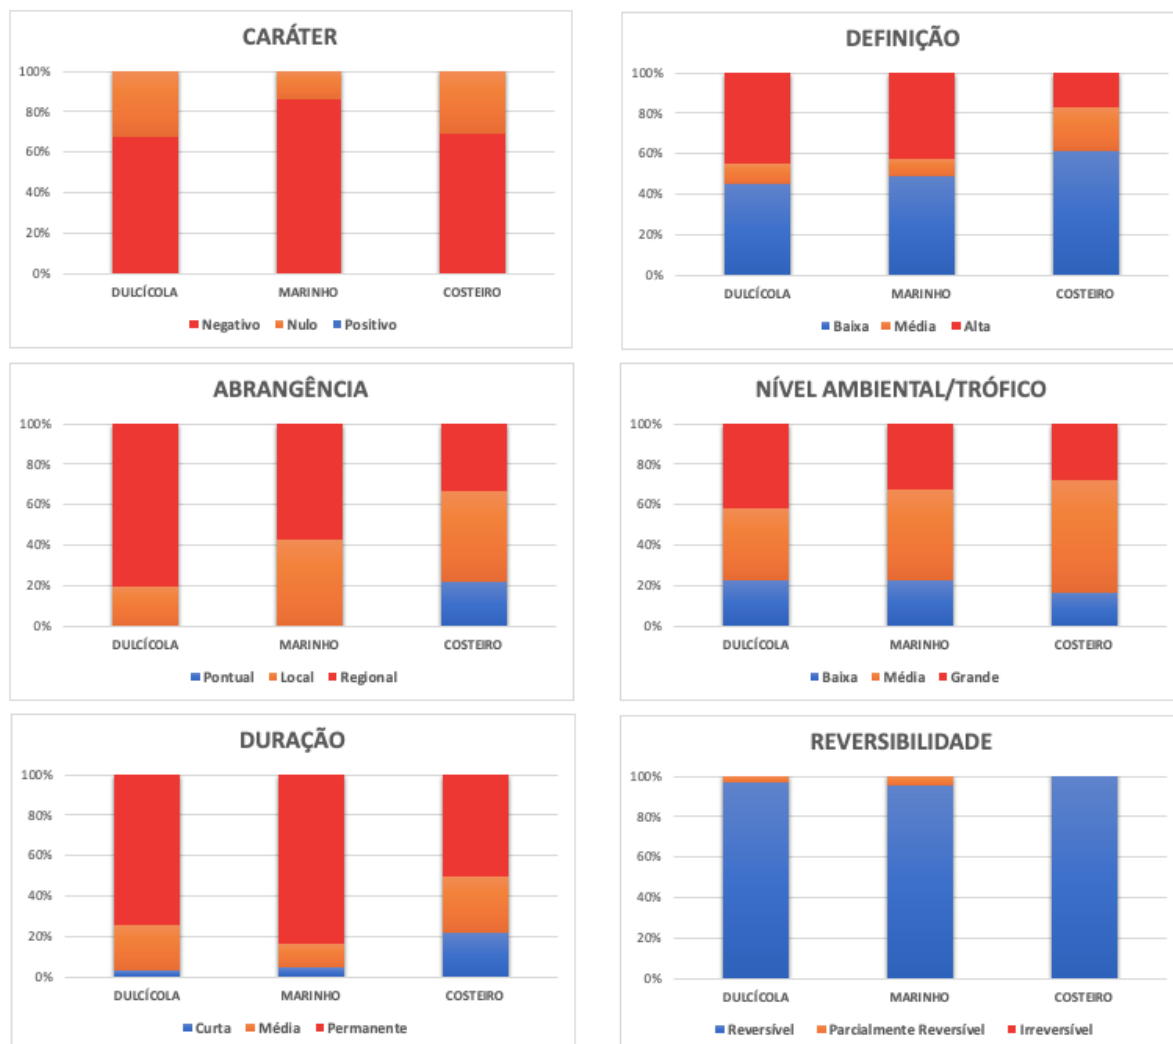 CARÁTER
100%
80%
60%
40%
20%
0%
DULCÍCOLA MARINHO COSTEIRO
Negativo Nulo Positivo
DEFINIÇÃO
100%
80%
60%
40%
20%
0%
DULCÍCOLA MARINHO COSTEIRO
Baixa Média Alta
ABRANGÊNCIA
100%
80%
60%
40%
20%
0%
DULCÍCOLA MARINHO COSTEIRO
Pontual Local Regional
NÍVEL AMBIENTAL/TRÓFICO
100%
80%
60%
40%
20%
0%
DULCÍCOLA MARINHO COSTEIRO
Baixa Média Grande
DURAÇÃO
100%
80%
60%
40%
20%
0%
DULCÍCOLA MARINHO COSTEIRO
Curta Média Permanente
REVERSIBILIDADE
100%
80%
60%
40%
20%
0%
DULCÍCOLA MARINHO COSTEIRO
Reversível Parcialmente Reversível Irreversível